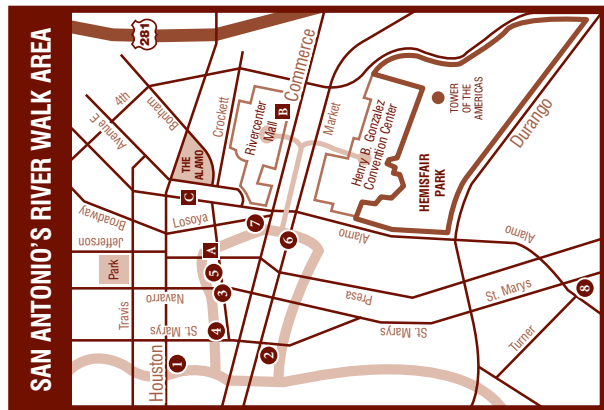 SAN ANTONIO'S RIVER WALK AREA
281
4th
Avenue E
Bonham
Broadway
Jefferson
Park
Travis
Houston
Navarro
St. Marys
Losoya
THE
ALAMO
Crockett
Rivercenter
Mall
Commerce
Market
Henry B. Gonzalez
Convention Center
HEMISFAIR
PARK
TOWER
OF THE
AMERICAS
Durango
Alamo
Alamo
Presa
St. Marys
St. Marys
Turner
A
B
C
1
2
3
4
5
6
7
8